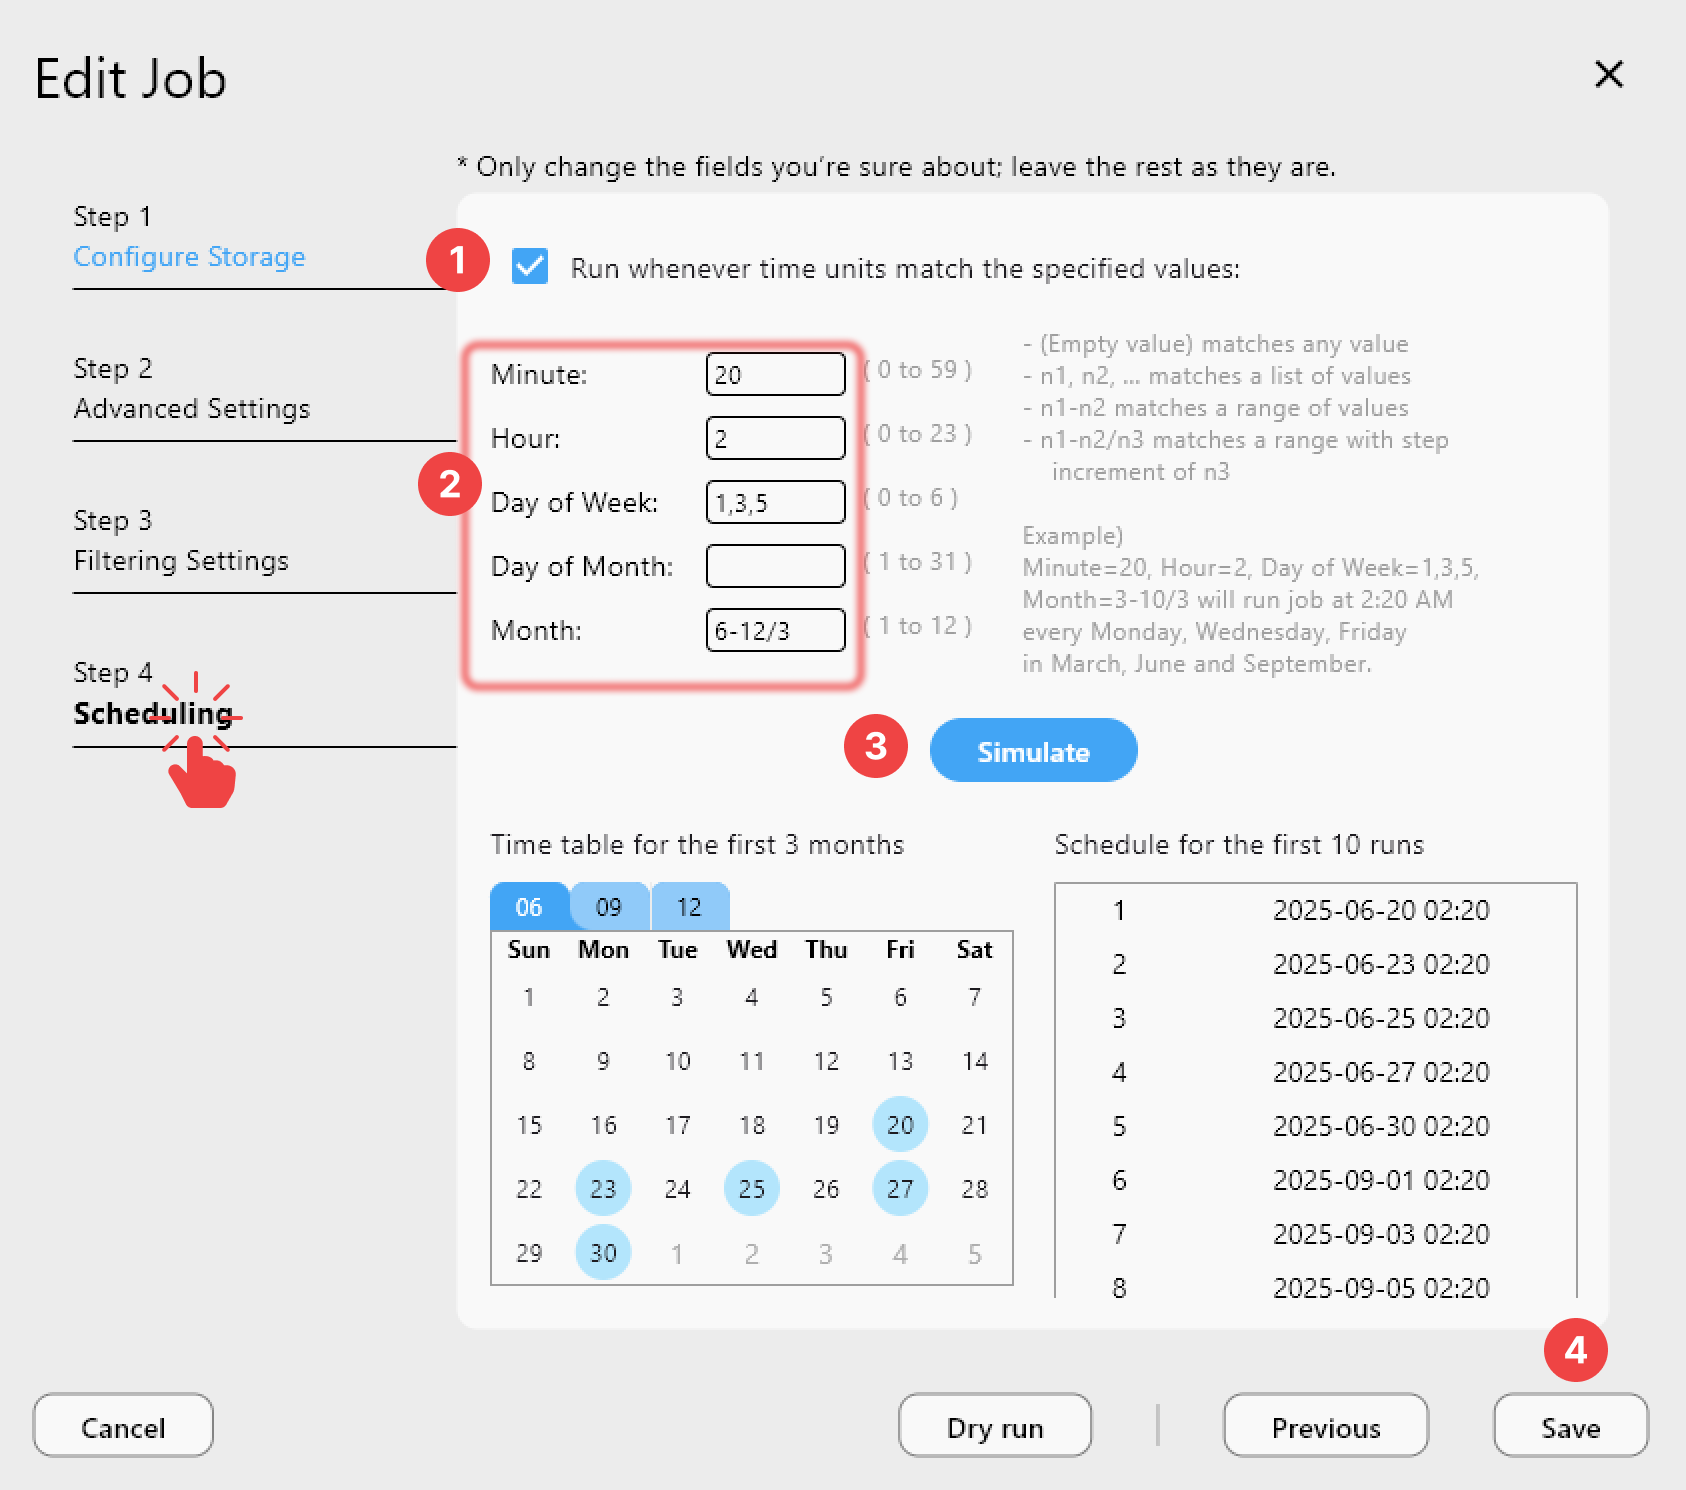 Edit Job
* Only change the fields you're sure about; leave the rest as they are.
Step 1
Configure Storage
Step 2
Advanced Settings
Step 3
Filtering Settings
Step 4
Scheduling
1
Run whenever time units match the specified values:
2
Minute: 20 ( 0 to 59 )
Hour: 2 ( 0 to 23 )
Day of Week: 1,3,5 ( 0 to 6 )
Day of Month: ( 1 to 31 )
Month: 6-12/3 ( 1 to 12 )
- (Empty value) matches any value
- n1, n2, ... matches a list of values
- n1-n2 matches a range of values
- n1-n2/n3 matches a range with step
increment of n3
Example)
Minute=20, Hour=2, Day of Week=1,3,5,
Month=3-10/3 will run job at 2:20 AM
every Monday, Wednesday, Friday
in March, June and September.
3
Simulate
Time table for the first 3 months
06 09 12
Sun Mon Tue Wed Thu Fri Sat
1 2 3 4 5 6 7
8 9 10 11 12 13 14
15 16 17 18 19 20 21
22 23 24 25 26 27 28
29 30 1 2 3 4 5
Schedule for the first 10 runs
1 2025-06-20 02:20
2 2025-06-23 02:20
3 2025-06-25 02:20
4 2025-06-27 02:20
5 2025-06-30 02:20
6 2025-09-01 02:20
7 2025-09-03 02:20
8 2025-09-05 02:20
4
Cancel
Dry run
Previous
Save